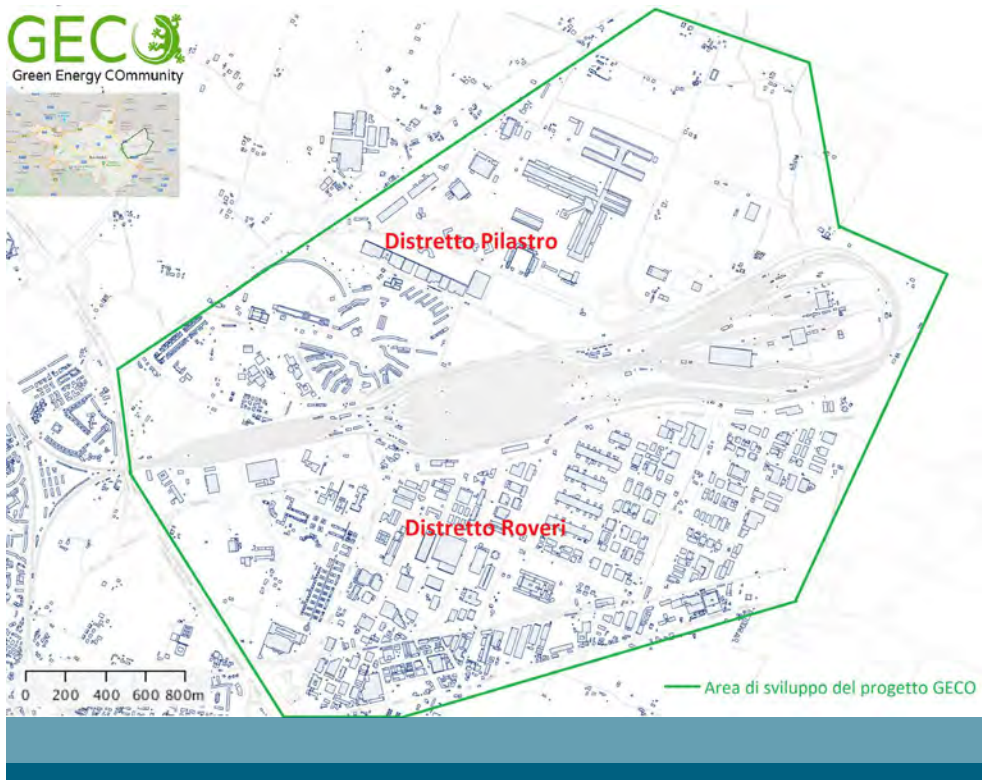 GECO
Green Energy COmmunity
Distretto Pilastro
Distretto Roveri
0 200 400 600 800m
Area di sviluppo del progetto GECO